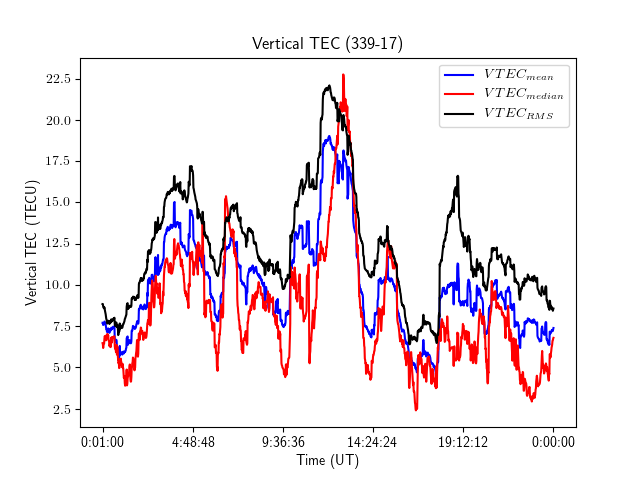 Vertical TEC (339-17)
VTEC_mean
VTEC_median
VTEC_RMS
Vertical TEC (TECU)
22.5
20.0
17.5
15.0
12.5
10.0
7.5
5.0
2.5
0:01:00 4:48:48 9:36:36 14:24:24 19:12:12 0:00:00
Time (UT)